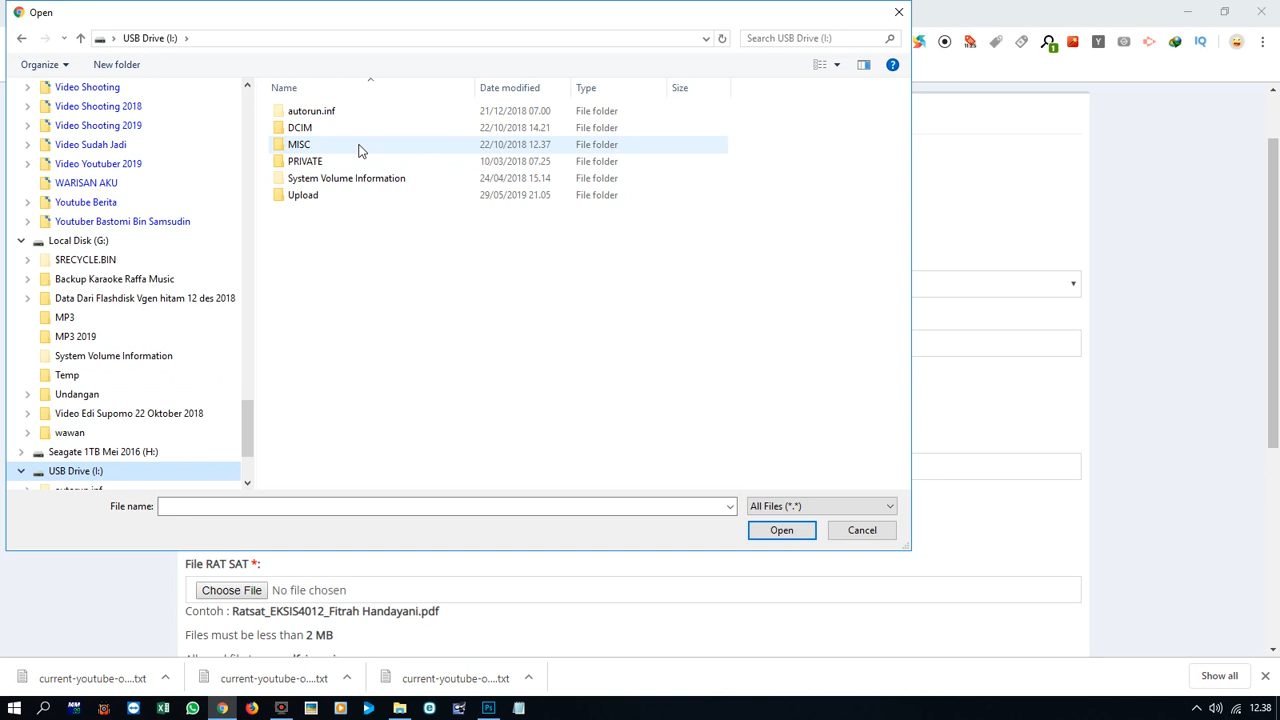 Open
USB Drive (I:)
Search USB Drive (I:)
Organize
New folder
Name
Date modified
Type
Size
autorun.inf 21/12/2018 07.00 File folder
DCIM 22/10/2018 14.21 File folder
MISC 22/10/2018 12.37 File folder
PRIVATE 10/03/2018 07.25 File folder
System Volume Information 24/04/2018 15.14 File folder
Upload 29/05/2019 21.05 File folder
Video Shooting
Video Shooting 2018
Video Shooting 2019
Video Sudah Jadi
Video Youtuber 2019
WARISAN AKU
Youtube Berita
Youtuber Bastomi Bin Samsudin
Local Disk (G:)
$RECYCLE.BIN
Backup Karaoke Raffa Music
Data Dari Flashdisk Vgen hitam 12 des 2018
MP3
MP3 2019
System Volume Information
Temp
Undangan
Video Edi Supomo 22 Oktober 2018
wawan
Seagate 1TB Mei 2016 (H:)
USB Drive (I:)
File name:
All Files (*.*)
Open
Cancel
File RAT SAT *:
Choose File No file chosen
Contoh : Ratsat_EKSIS4012_Fitrah Handayani.pdf
Files must be less than 2 MB
current-youtube-o....txt
current-youtube-o....txt
current-youtube-o....txt
Show all
12.38